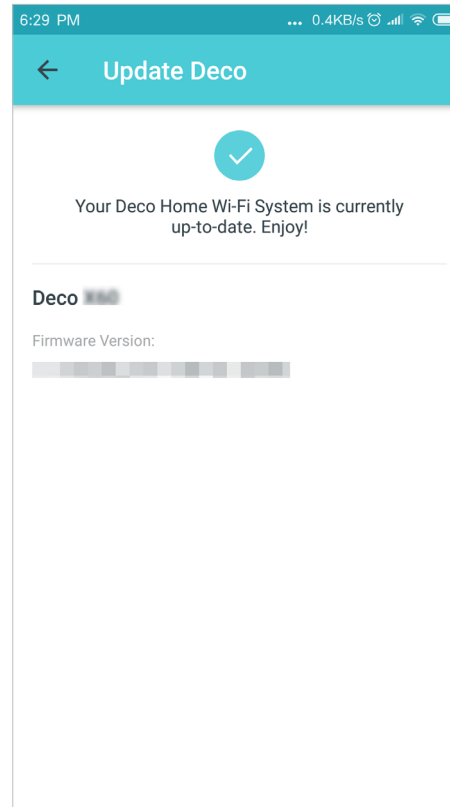 6:29 PM ... 0.4KB/s
Update Deco
Your Deco Home Wi-Fi System is currently
up-to-date. Enjoy!
Deco
Firmware Version: